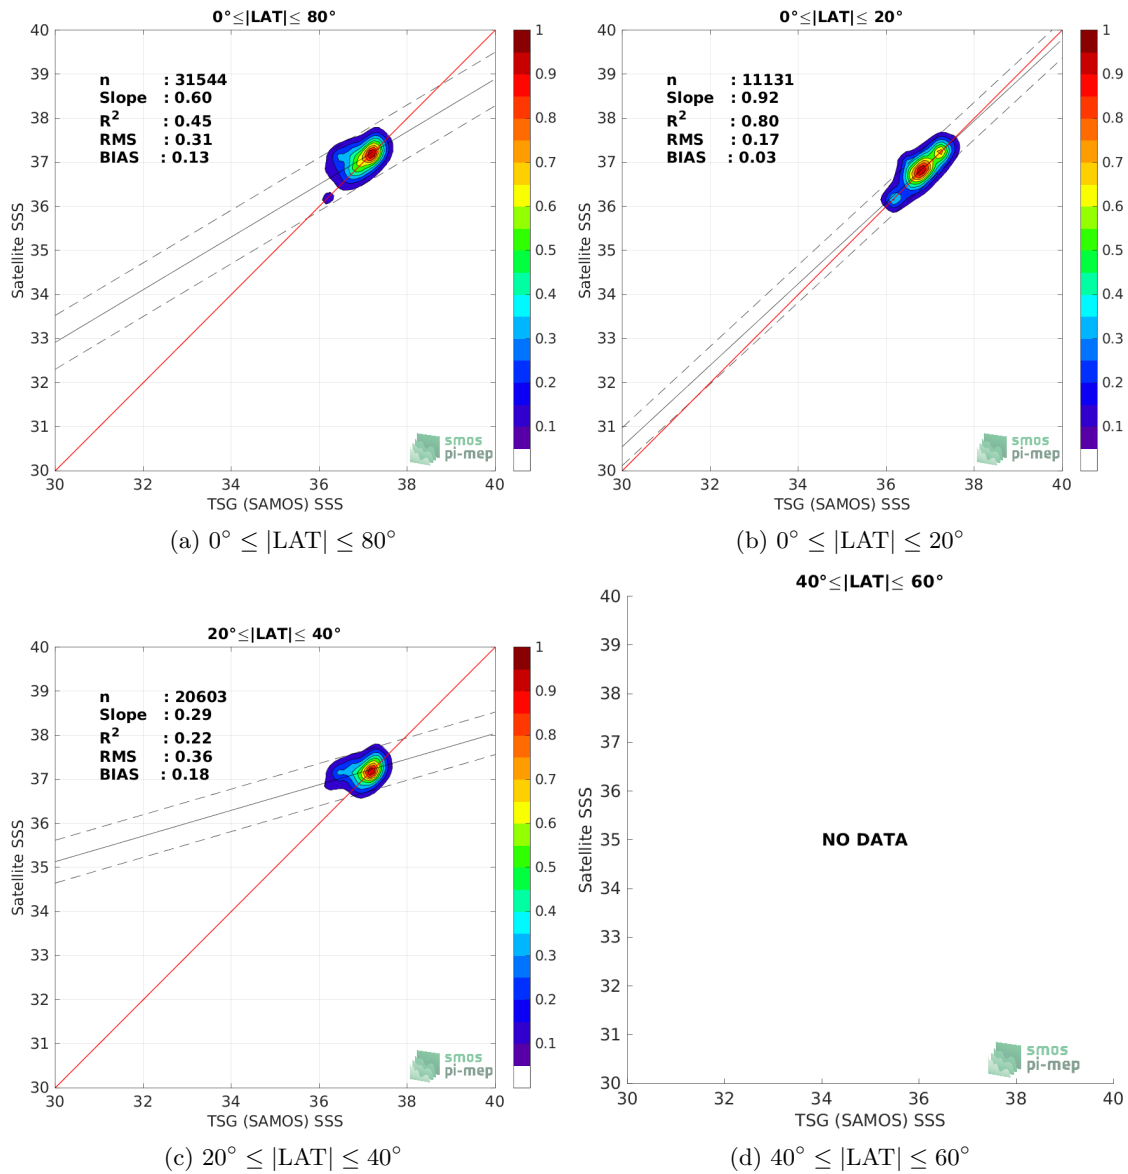 0°≤|LAT|≤ 80°
40
39
38
37
36
35
34
33
32
31
30
Satellite SSS
n : 31544
Slope : 0.60
R² : 0.45
RMS : 0.31
BIAS : 0.13
smos
pi-mep
30 32 34 36 38 40
TSG (SAMOS) SSS
1
0.9
0.8
0.7
0.6
0.5
0.4
0.3
0.2
0.1
(a) 0° ≤ |LAT| ≤ 80°
0°≤|LAT|≤ 20°
40
39
38
37
36
35
34
33
32
31
30
Satellite SSS
n : 11131
Slope : 0.92
R² : 0.80
RMS : 0.17
BIAS : 0.03
smos
pi-mep
30 32 34 36 38 40
TSG (SAMOS) SSS
1
0.9
0.8
0.7
0.6
0.5
0.4
0.3
0.2
0.1
(b) 0° ≤ |LAT| ≤ 20°
20°≤|LAT|≤ 40°
40
39
38
37
36
35
34
33
32
31
30
Satellite SSS
n : 20603
Slope : 0.29
R² : 0.22
RMS : 0.36
BIAS : 0.18
smos
pi-mep
30 32 34 36 38 40
TSG (SAMOS) SSS
1
0.9
0.8
0.7
0.6
0.5
0.4
0.3
0.2
0.1
(c) 20° ≤ |LAT| ≤ 40°
40°≤|LAT|≤ 60°
40
39
38
37
36
35
34
33
32
31
30
Satellite SSS
NO DATA
smos
pi-mep
30 32 34 36 38 40
TSG (SAMOS) SSS
(d) 40° ≤ |LAT| ≤ 60°